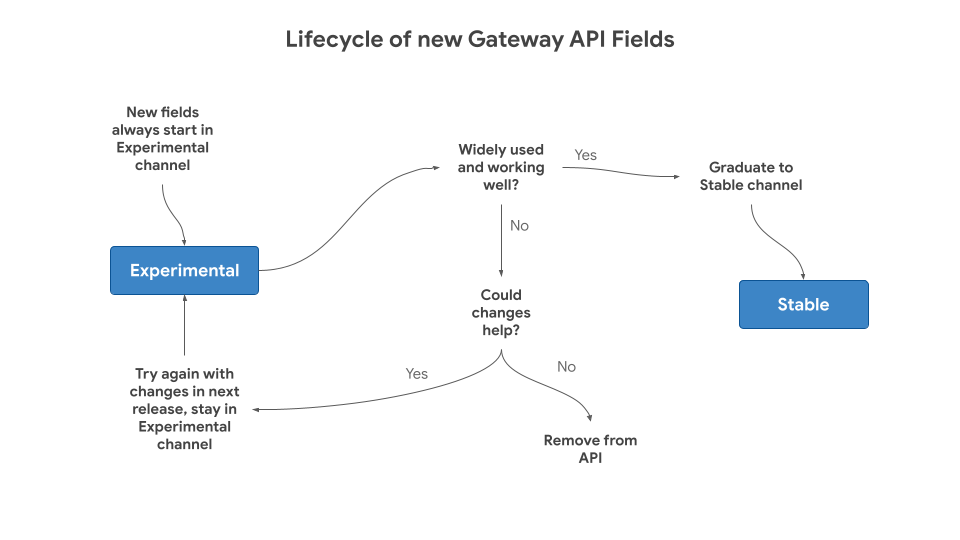 Lifecycle of new Gateway API Fields
New fields
always start in
Experimental
channel
Experimental
Widely used
and working
well?
Yes
Graduate to
Stable channel
Stable
No
Could
changes
help?
Yes
Try again with
changes in next
release, stay in
Experimental
channel
No
Remove from
API